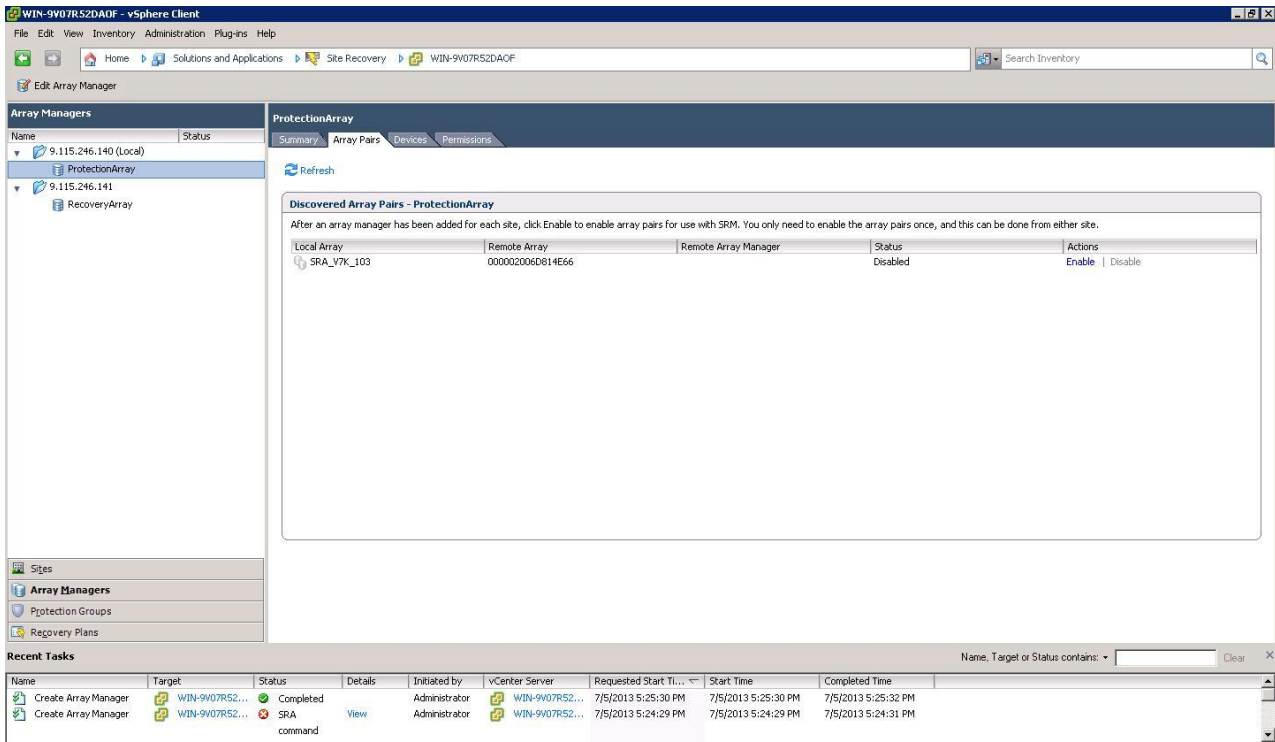 WIN-9V07R52DAOF - vSphere Client
File Edit View Inventory Administration Plug-ins Help
Home Solutions and Applications Site Recovery WIN-9V07R52DAOF Search Inventory
Edit Array Manager
Array Managers
Name Status
9.115.246.140 (Local)
ProtectionArray
9.115.246.141
RecoveryArray
ProtectionArray
Summary Array Pairs Devices Permissions
Refresh
Discovered Array Pairs - ProtectionArray
After an array manager has been added for each site, click Enable to enable array pairs for use with SRM. You only need to enable the array pairs once, and this can be done from either site.
Local Array Remote Array Remote Array Manager Status Actions
SRA_V7K_103 000002006D814E66 Disabled Enable | Disable
Sites
Array Managers
Protection Groups
Recovery Plans
Recent Tasks Name, Target or Status contains: Clear
Name Target Status Details Initiated by vCenter Server Requested Start Ti... Start Time Completed Time
Create Array Manager WIN-9V07R52... Completed Administrator WIN-9V07R52... 7/5/2013 5:25:30 PM 7/5/2013 5:25:30 PM 7/5/2013 5:25:32 PM
Create Array Manager WIN-9V07R52... SRA View Administrator WIN-9V07R52... 7/5/2013 5:24:29 PM 7/5/2013 5:24:29 PM 7/5/2013 5:24:31 PM
command